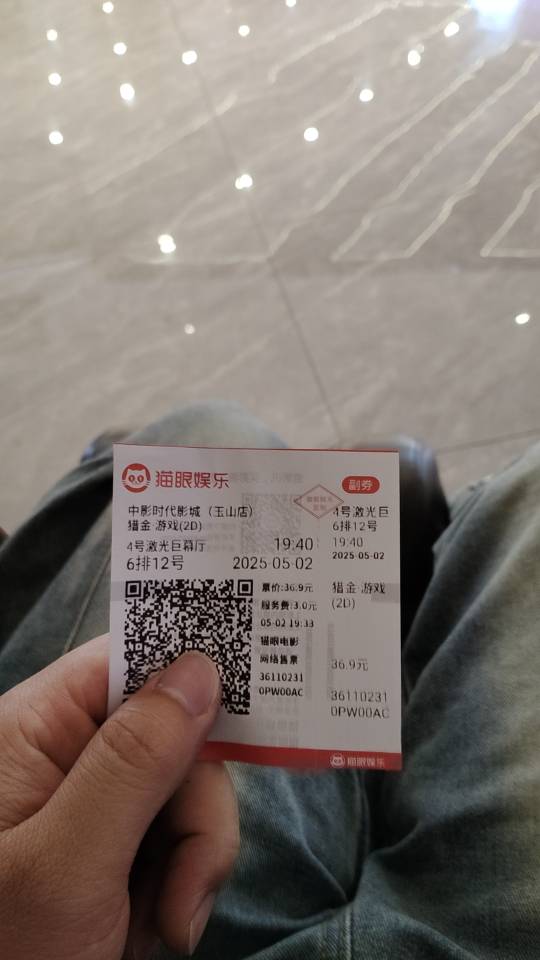 猫眼娱乐
副券
中影时代影城（玉山店）
猎金·游戏(2D)
4号激光巨幕厅 19:40
6排12号 2025-05-02
票价:36.9元
服务费:3.0元
05-02 19:33
猫眼电影
网络售票
36110231
0PW00AC
4号激光巨
6排12号
19:40
2025-05-02
猎金·游戏
(2D)
36.9元
36110231
0PW00AC
猫眼娱乐